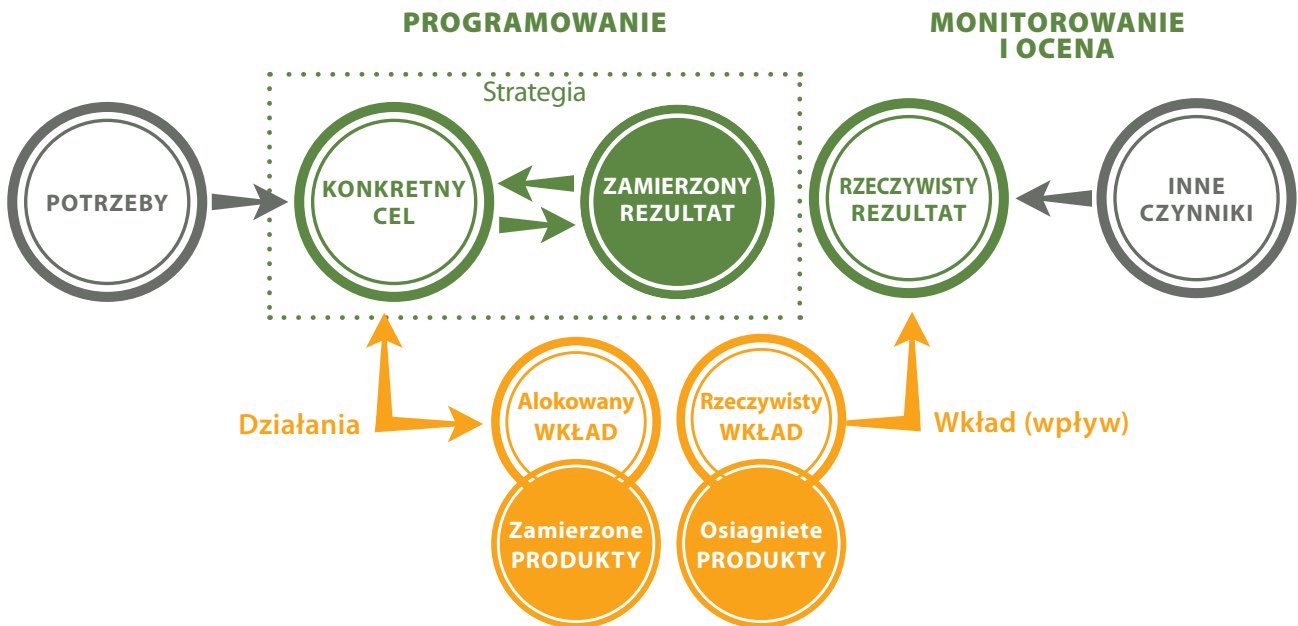 PROGRAMOWANIE
MONITOROWANIE
I OCENA
Strategia
POTRZEBY
KONKRETNY
CEL
ZAMIERZONY
REZULTAT
RZECZYWISTY
REZULTAT
INNE
CZYNNIKI
Działania
Alokowany
WKŁAD
Rzeczywisty
WKŁAD
Wkład (wpływ)
Zamierzone
PRODUKTY
Osiagniete
PRODUKTY